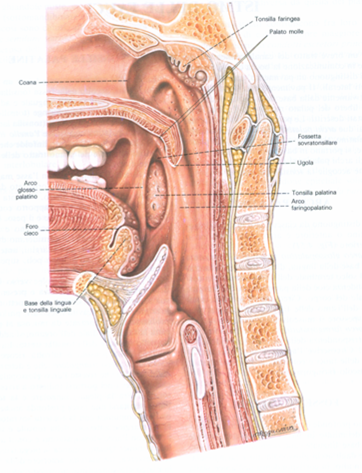 Tonsilla faringea
Palato molle
Coana
Fossetta
sovratonsillare
Ugola
Arco
glosso-
palatino
Tonsilla palatina
Arco
faringopalatino
Foro
cieco
Base della lingua
e tonsilla linguale